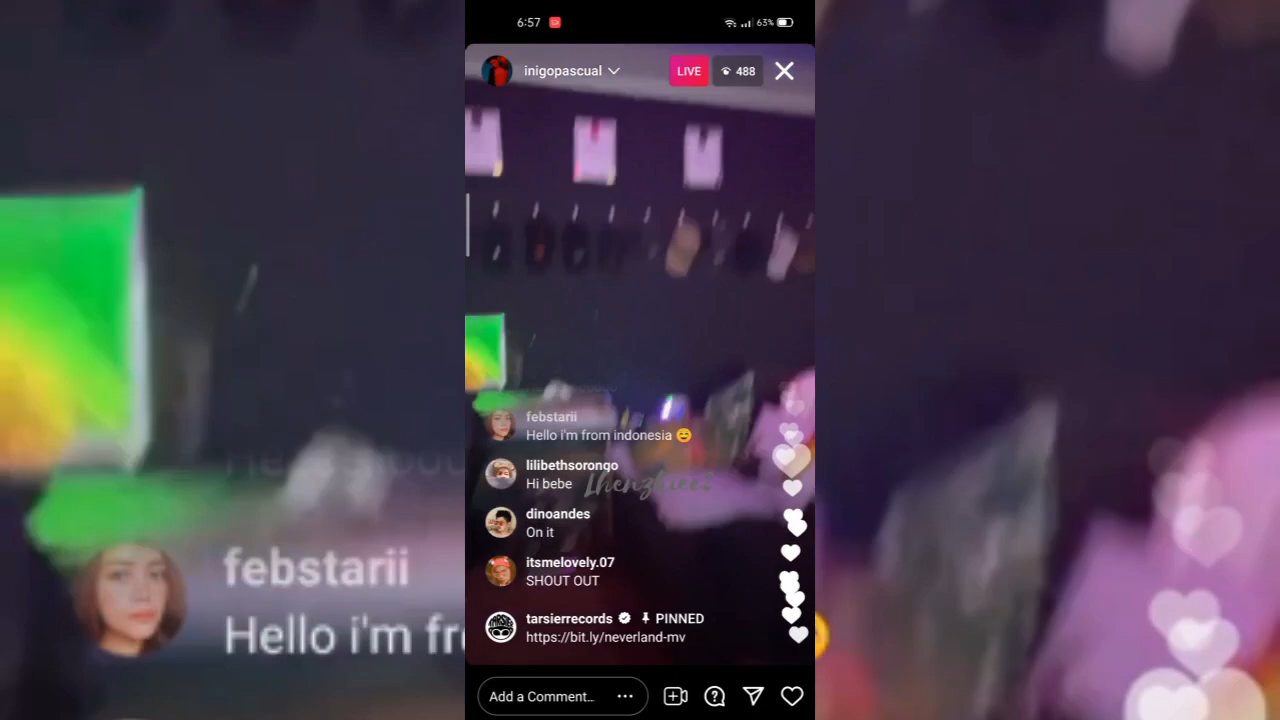 6:57
63%
inigopascual
LIVE
488
febstarii
Hello i'm from indonesia 😊
lilibethsorongo
Hi bebe
dinoandes
On it
itsmelovely.07
SHOUT OUT
tarsierrecords PINNED
https://bit.ly/neverland-mv
Add a Comment...
febstarii
Hello i'm fr